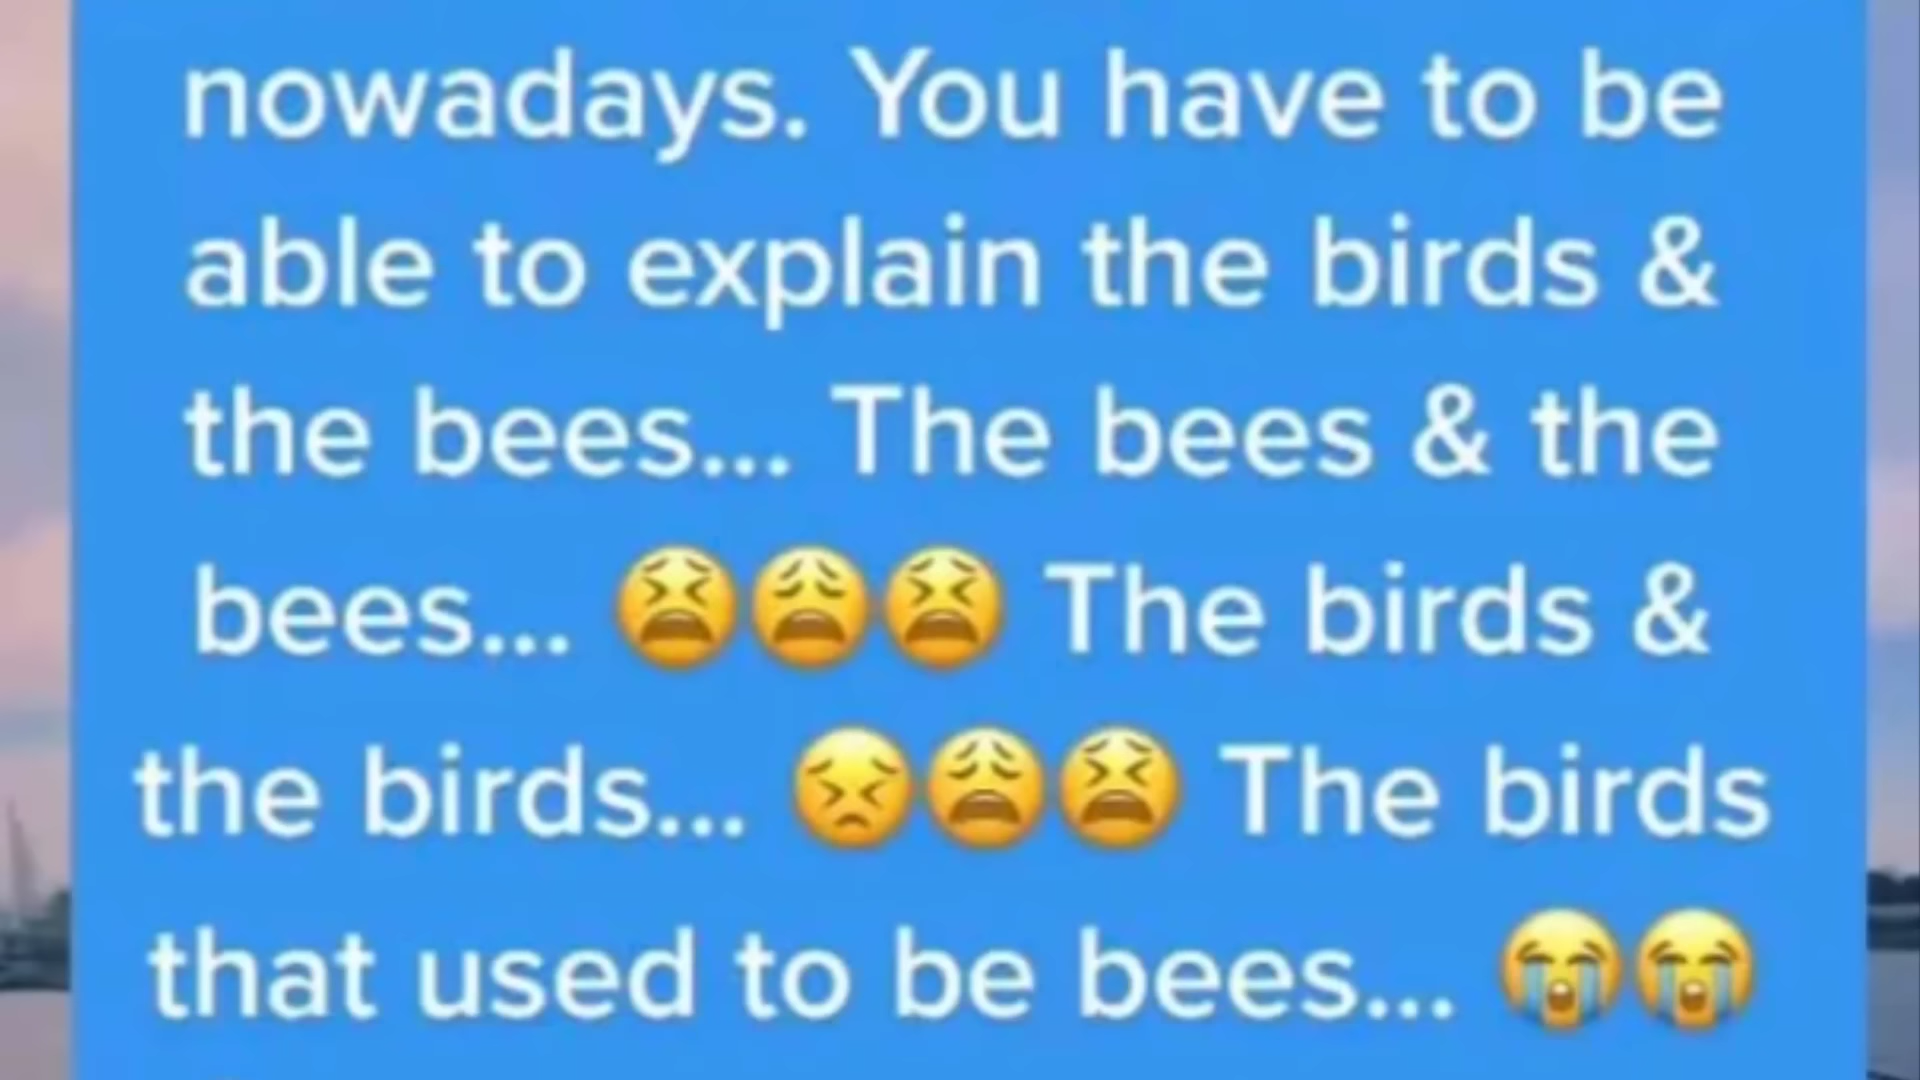 nowadays. You have to be
able to explain the birds &
the bees... The bees & the
bees... 😫😩😫 The birds &
the birds... 😣😩😫 The birds
that used to be bees... 😭😭